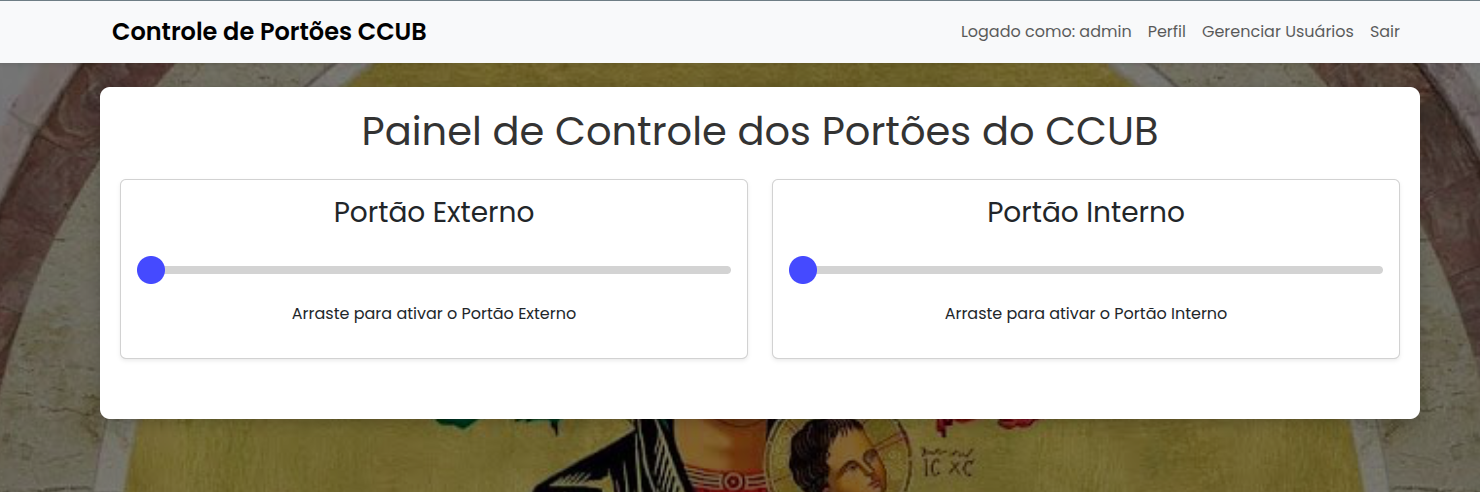 Controle de Portões CCUB
Logado como: admin Perfil Gerenciar Usuários Sair
Painel de Controle dos Portões do CCUB
Portão Externo
Arraste para ativar o Portão Externo
Portão Interno
Arraste para ativar o Portão Interno
IC XC